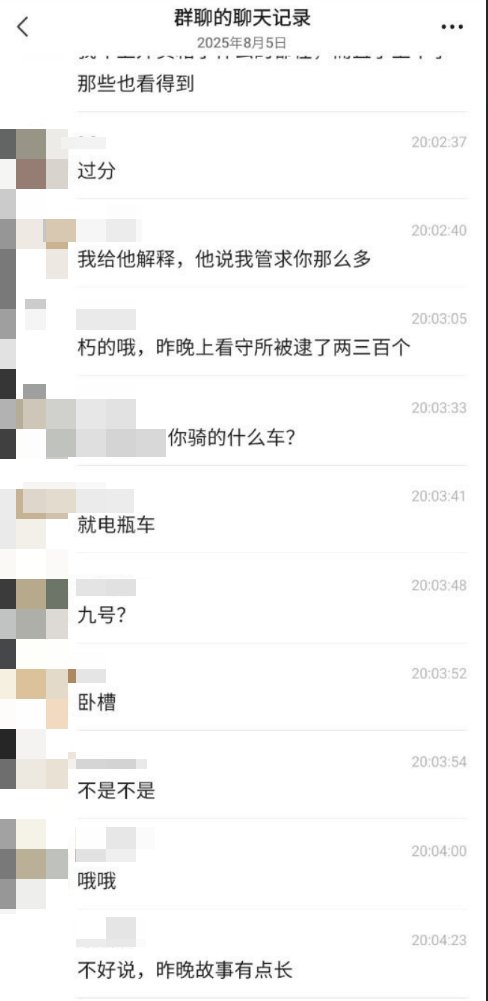 群聊的聊天记录
2025年8月5日
那些也看得到
20:02:37
过分
20:02:40
我给他解释，他说我管求你那么多
20:03:05
朽的哦，昨晚上看守所被逮了两三百个
20:03:33
你骑的什么车？
20:03:41
就电瓶车
20:03:48
九号？
20:03:52
卧槽
20:03:54
不是不是
20:04:00
哦哦
20:04:23
不好说，昨晚故事有点长